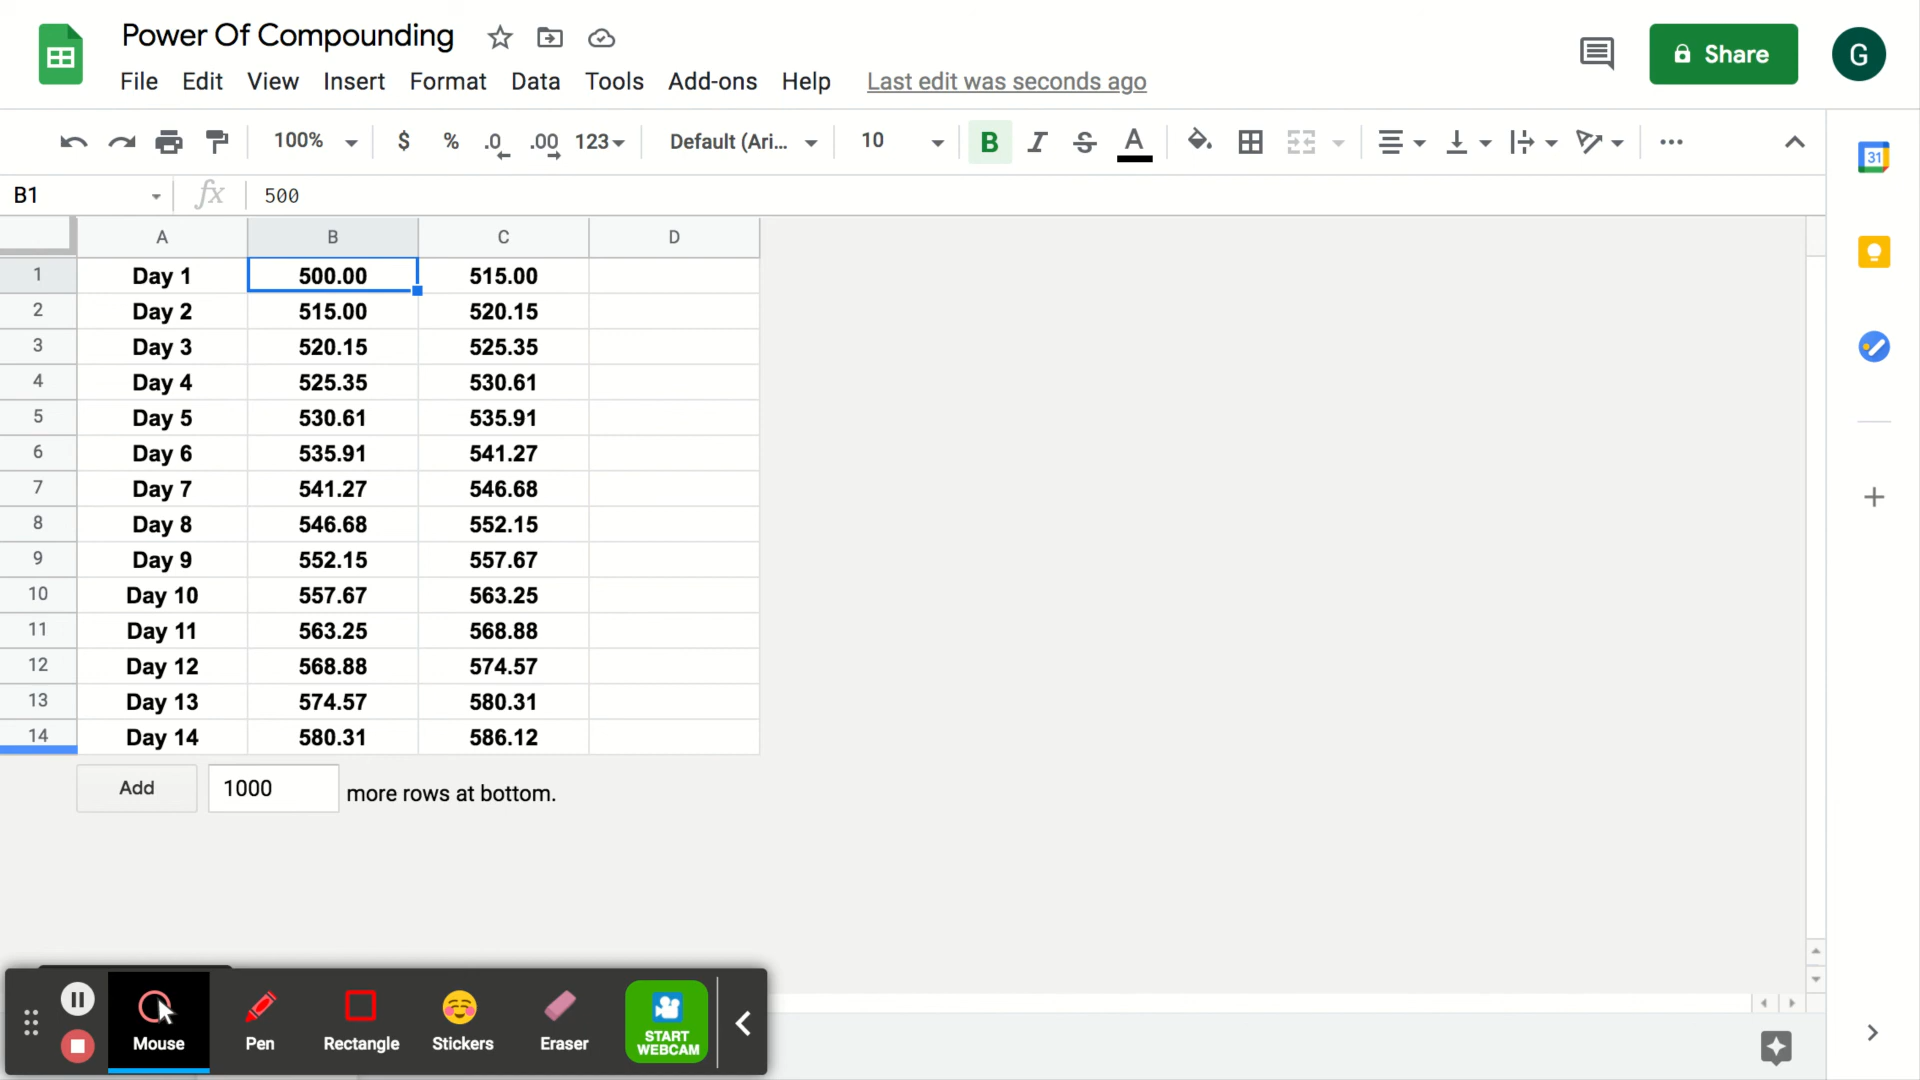 Power Of Compounding
File Edit View Insert Format Data Tools Add-ons Help Last edit was seconds ago
Share
G
100% $ % .0 .00 123 Default (Ari... 10 B I S A
31
B1 fx 500
A B C D
1 Day 1 500.00 515.00
2 Day 2 515.00 520.15
3 Day 3 520.15 525.35
4 Day 4 525.35 530.61
5 Day 5 530.61 535.91
6 Day 6 535.91 541.27
7 Day 7 541.27 546.68
8 Day 8 546.68 552.15
9 Day 9 552.15 557.67
10 Day 10 557.67 563.25
11 Day 11 563.25 568.88
12 Day 12 568.88 574.57
13 Day 13 574.57 580.31
14 Day 14 580.31 586.12
Add 1000 more rows at bottom.
Mouse Pen Rectangle Stickers Eraser START
WEBCAM